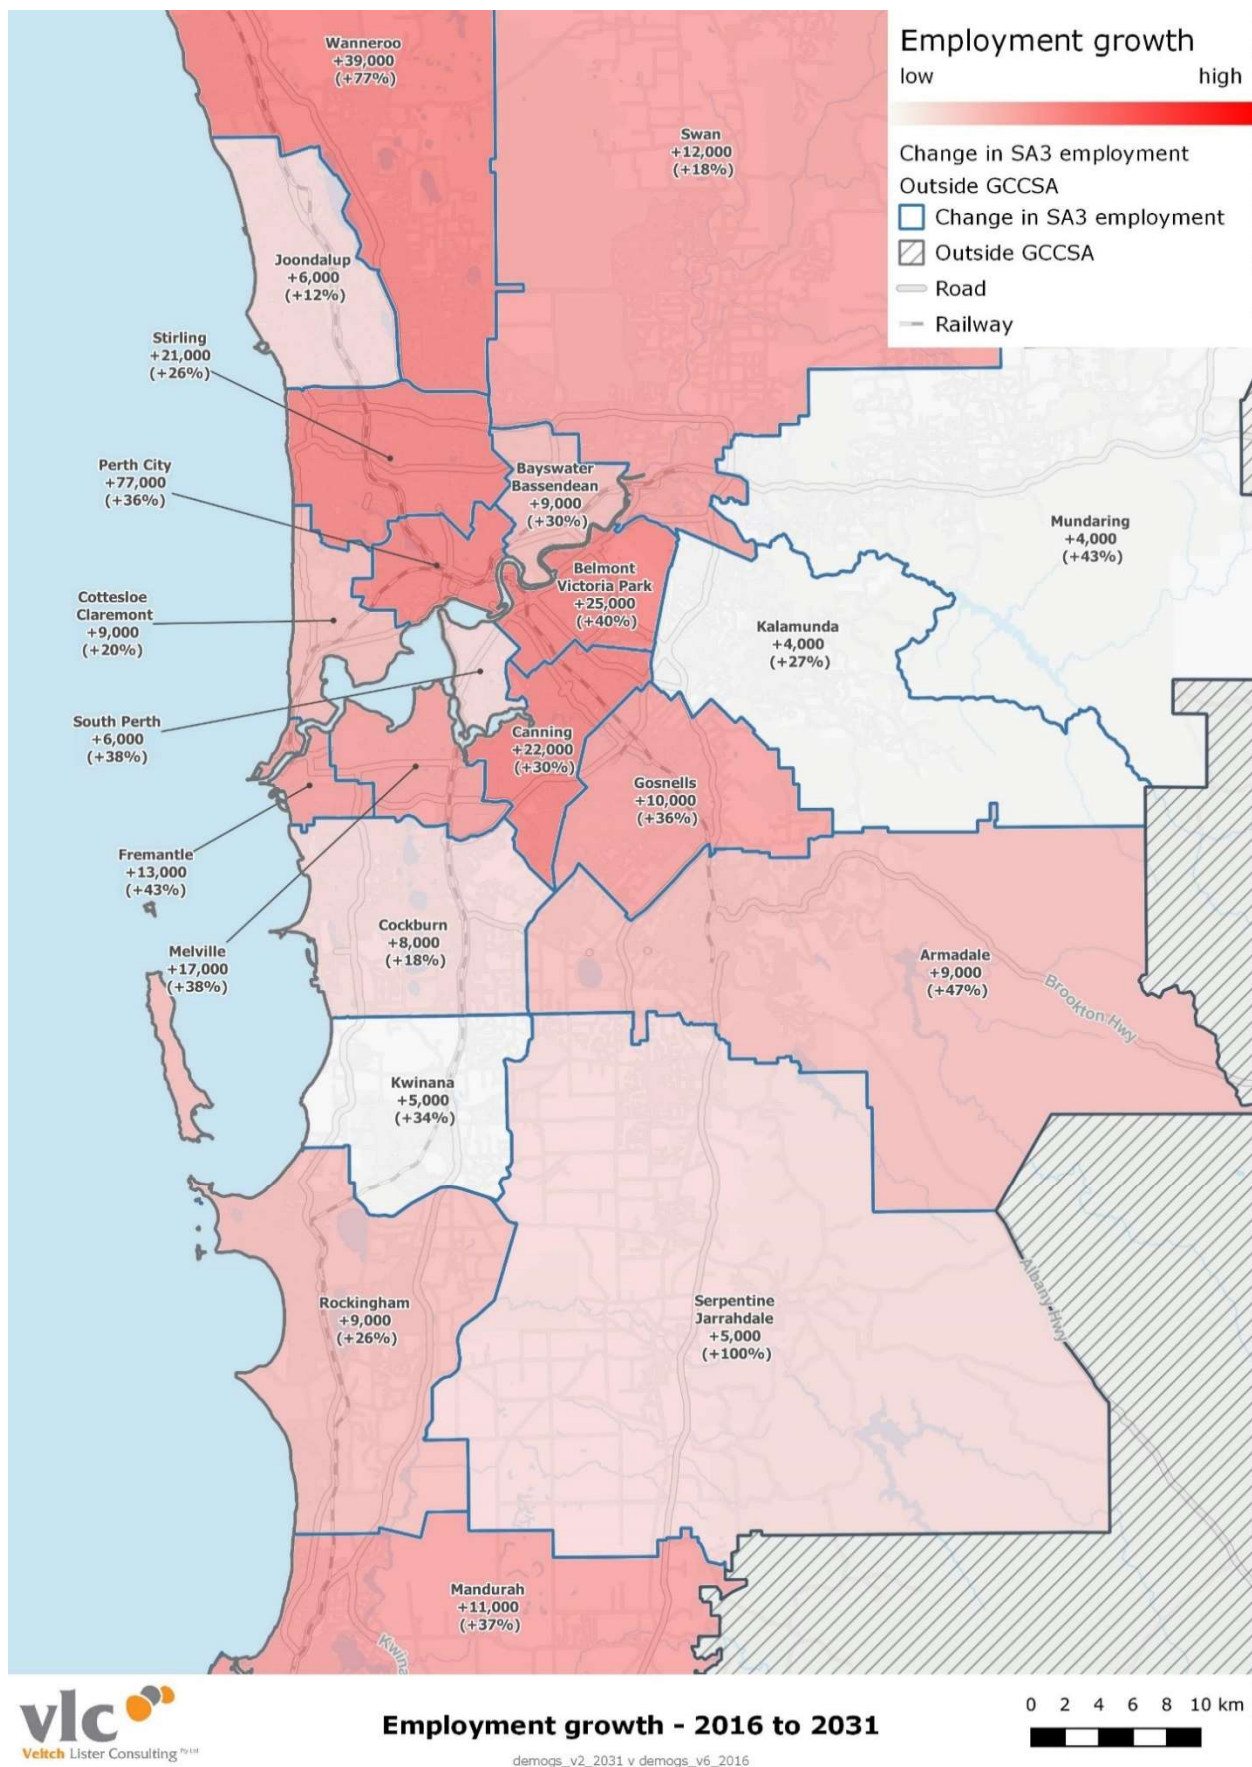 Employment growth
low high
Change in SA3 employment
Outside GCCSA
Change in SA3 employment
Outside GCCSA
Road
Railway
Wanneroo
+39,000
(+77%)
Swan
+12,000
(+18%)
Joondalup
+6,000
(+12%)
Stirling
+21,000
(+26%)
Perth City
+77,000
(+36%)
Bayswater
Bassendean
+9,000
(+30%)
Mundaring
+4,000
(+43%)
Belmont
Victoria Park
+25,000
(+40%)
Cottesloe
Claremont
+9,000
(+20%)
Kalamunda
+4,000
(+27%)
South Perth
+6,000
(+38%)
Canning
+22,000
(+30%)
Gosnells
+10,000
(+36%)
Fremantle
+13,000
(+43%)
Melville
+17,000
(+38%)
Cockburn
+8,000
(+18%)
Armadale
+9,000
(+47%)
Brookton Hwy
Kwinana
+5,000
(+34%)
Albany Hwy
Rockingham
+9,000
(+26%)
Serpentine
Jarrahdale
+5,000
(+100%)
Mandurah
+11,000
(+37%)
Kwina
vlc
Veitch Lister Consulting Pty Ltd
Employment growth - 2016 to 2031
demogs_v2_2031 v demogs_v6_2016
0 2 4 6 8 10 km